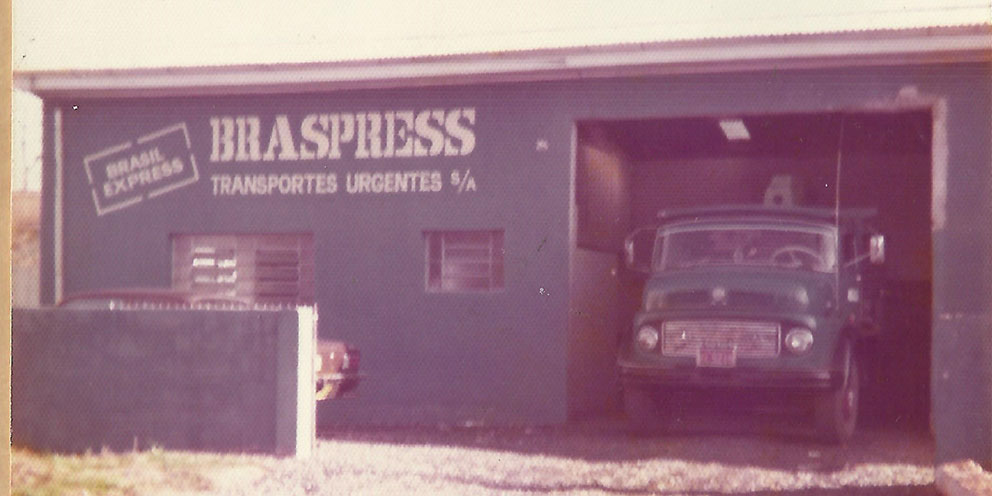 BRASIL
EXPRESS
BRASPRESS
TRANSPORTES URGENTES S/A